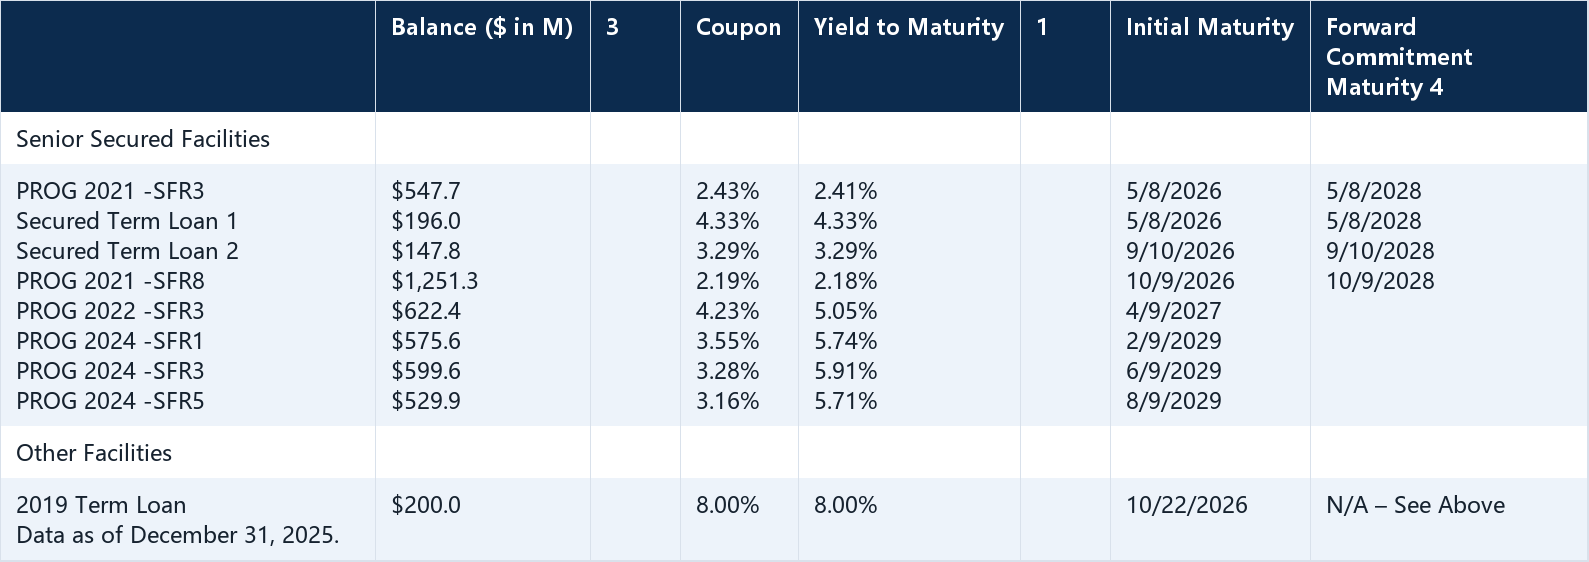 Balance ($ in M) 3 Coupon Yield to Maturity 1 Initial Maturity Forward Commitment Maturity 4
Senior Secured Facilities
PROG 2021 -SFR3 $547.7 2.43% 2.41% 5/8/2026 5/8/2028
Secured Term Loan 1 $196.0 4.33% 4.33% 5/8/2026 5/8/2028
Secured Term Loan 2 $147.8 3.29% 3.29% 9/10/2026 9/10/2028
PROG 2021 -SFR8 $1,251.3 2.19% 2.18% 10/9/2026 10/9/2028
PROG 2022 -SFR3 $622.4 4.23% 5.05% 4/9/2027
PROG 2024 -SFR1 $575.6 3.55% 5.74% 2/9/2029
PROG 2024 -SFR3 $599.6 3.28% 5.91% 6/9/2029
PROG 2024 -SFR5 $529.9 3.16% 5.71% 8/9/2029
Other Facilities
2019 Term Loan $200.0 8.00% 8.00% 10/22/2026 N/A – See Above
Data as of December 31, 2025.